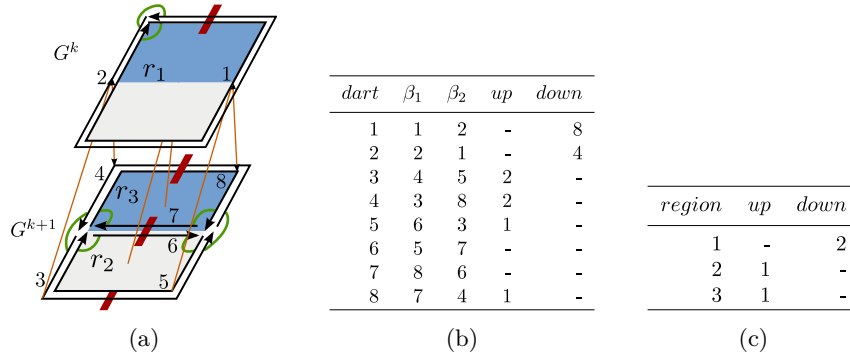 G^k
r_1
1
2
4
r_3
8
7
G^{k+1}
6
r_2
3
5
(a)
dart β_1 β_2 up down
1 1 2 - 8
2 2 1 - 4
3 4 5 2 -
4 3 8 2 -
5 6 3 1 -
6 5 7 - -
7 8 6 - -
8 7 4 1 -
(b)
region up down
1 - 2
2 1 -
3 1 -
(c)